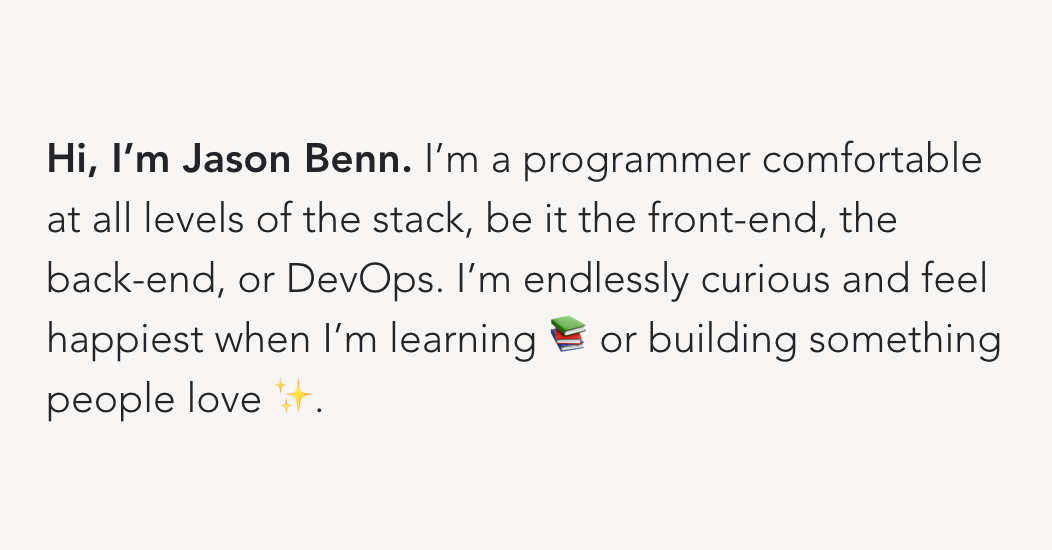 Hi, I’m Jason Benn. I’m a programmer comfortable
at all levels of the stack, be it the front-end, the
back-end, or DevOps. I’m endlessly curious and feel
happiest when I’m learning 📚 or building something
people love ✨.